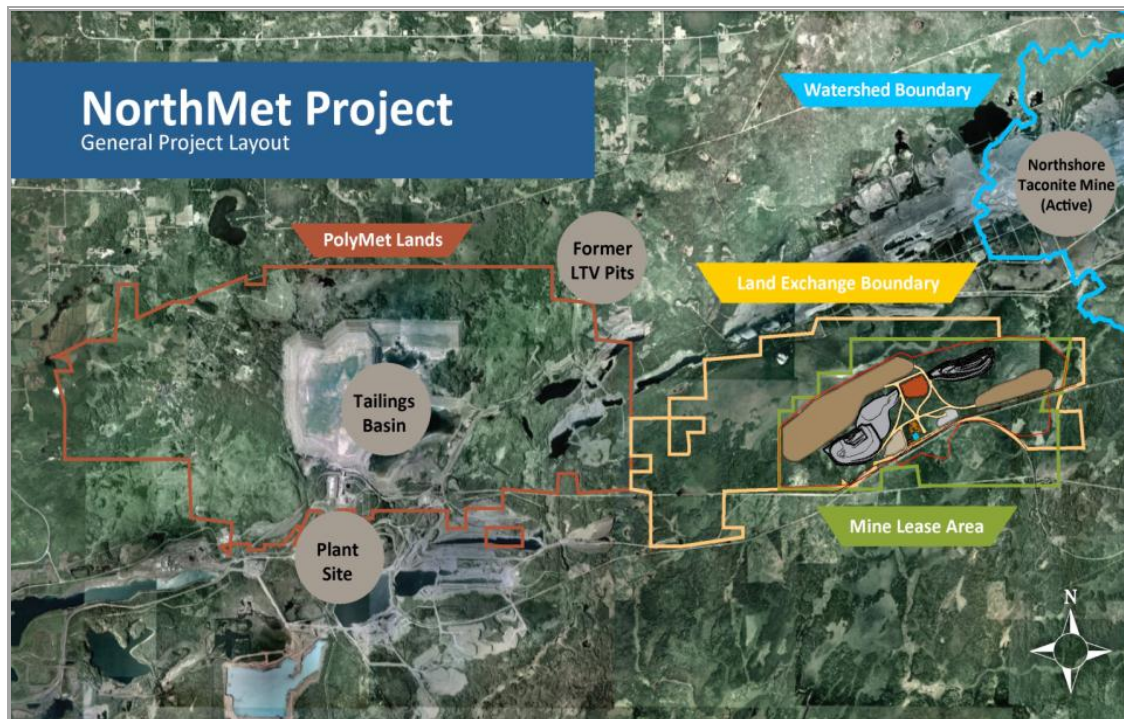 NorthMet Project
General Project Layout
Watershed Boundary
Northshore
Taconite Mine
(Active)
PolyMet Lands
Former
LTV Pits
Land Exchange Boundary
Tailings
Basin
Mine Lease Area
Plant
Site
N